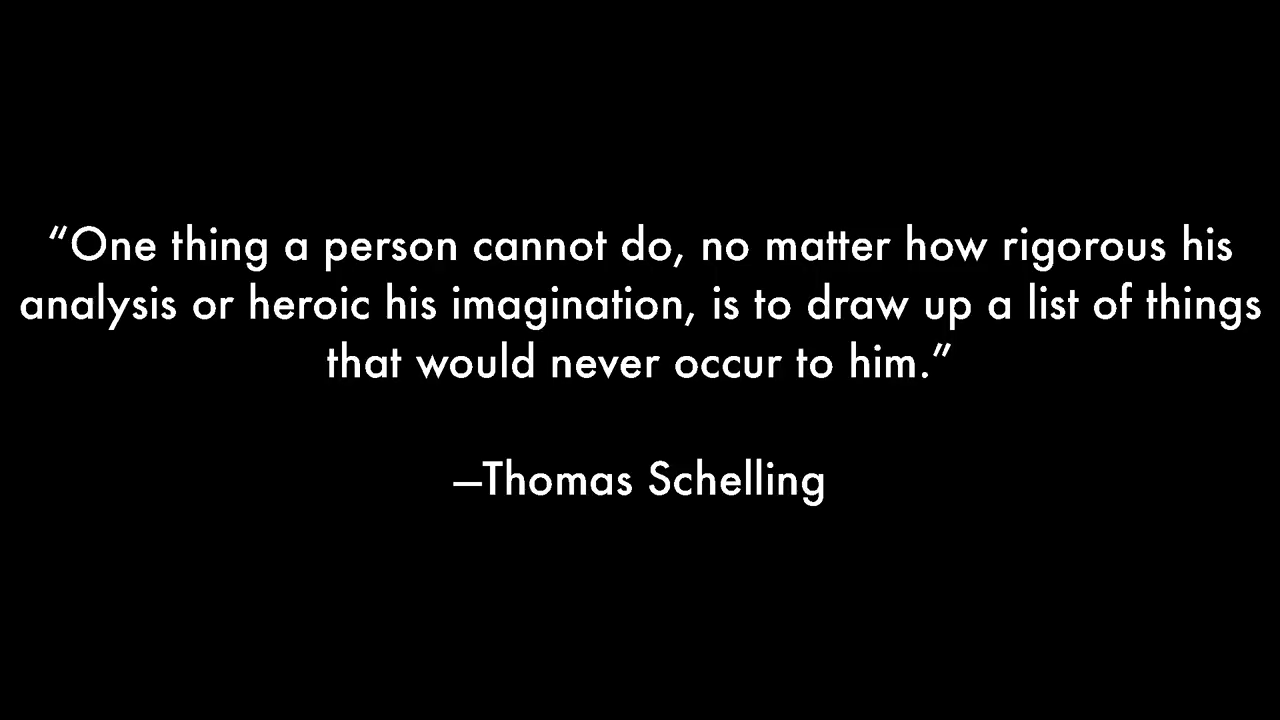 “One thing a person cannot do, no matter how rigorous his
analysis or heroic his imagination, is to draw up a list of things
that would never occur to him.”
—Thomas Schelling